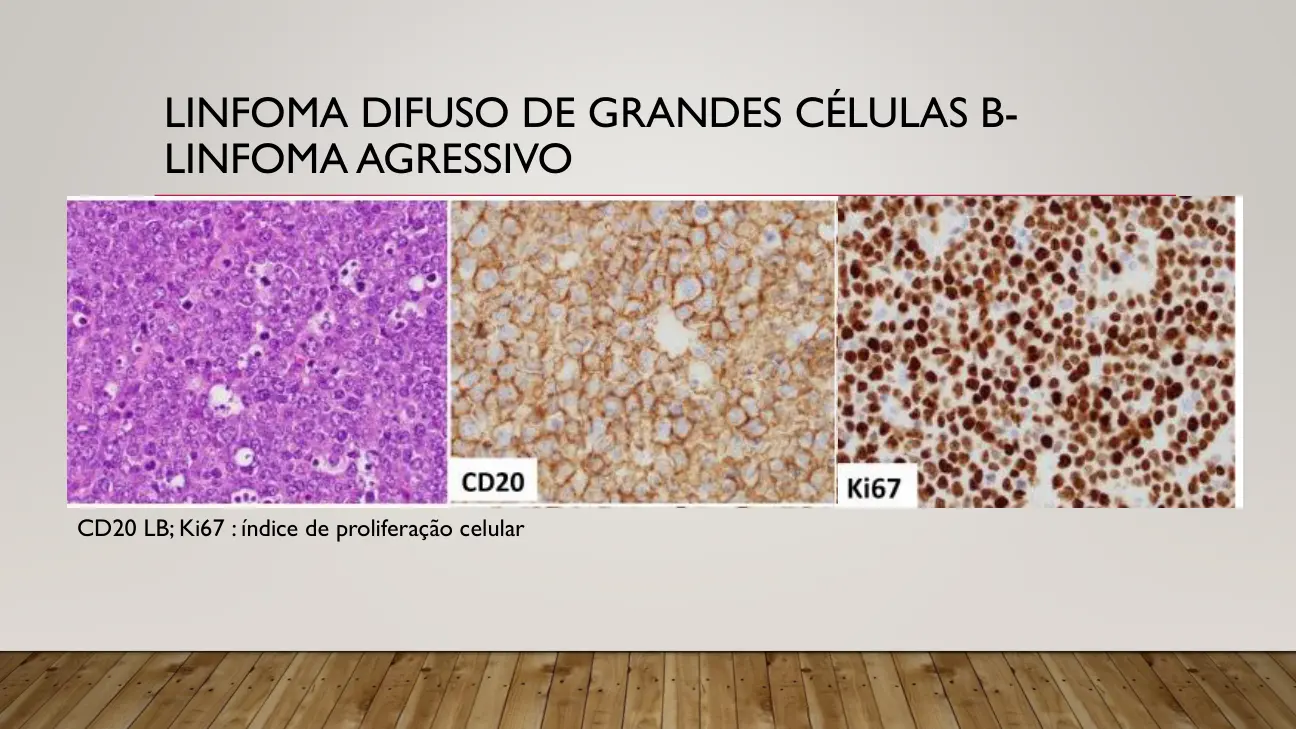 LINFOMA DIFUSO DE GRANDES CÉLULAS B-
LINFOMA AGRESSIVO
CD20
Ki67
CD20 LB; Ki67 : índice de proliferação celular